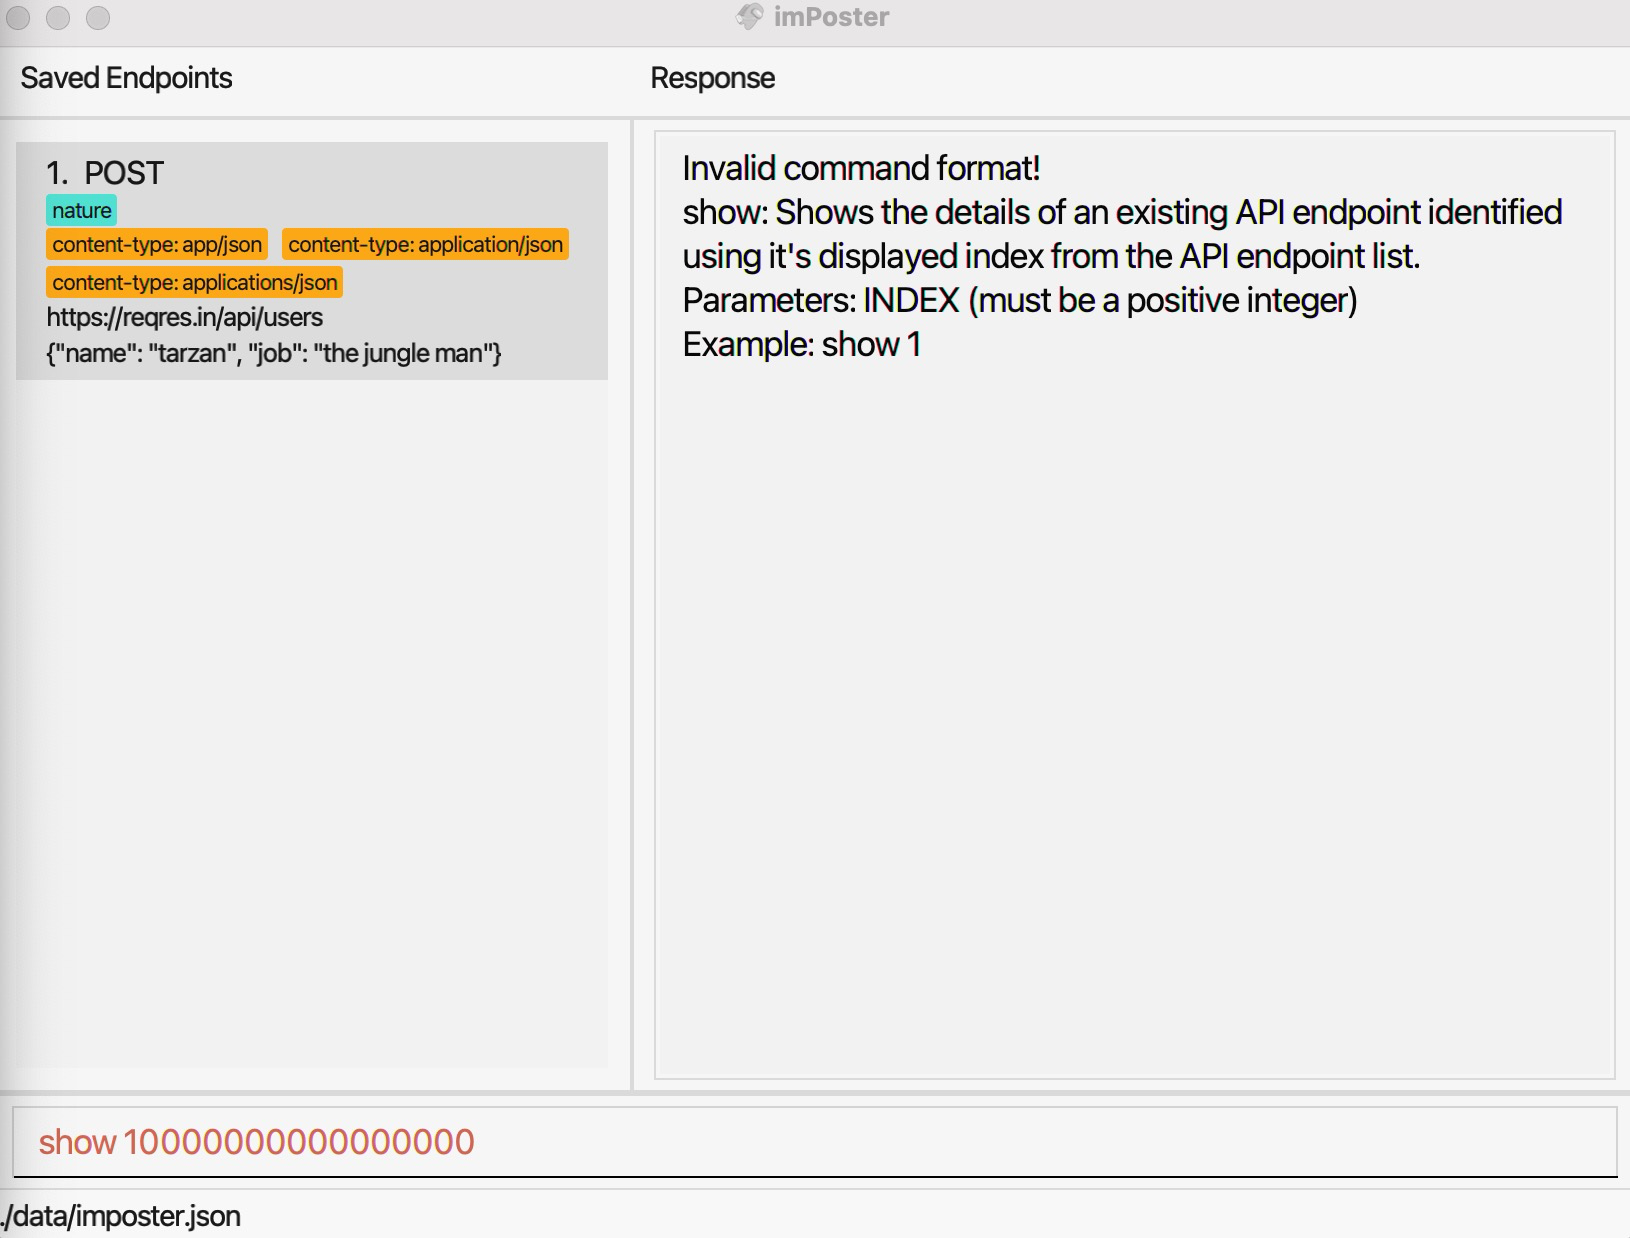 imPoster
Saved Endpoints
Response
1. POST
nature
content-type: app/json content-type: application/json
content-type: applications/json
https://reqres.in/api/users
{"name": "tarzan", "job": "the jungle man"}
Invalid command format!
show: Shows the details of an existing API endpoint identified
using it's displayed index from the API endpoint list.
Parameters: INDEX (must be a positive integer)
Example: show 1
show 10000000000000000
./data/imposter.json